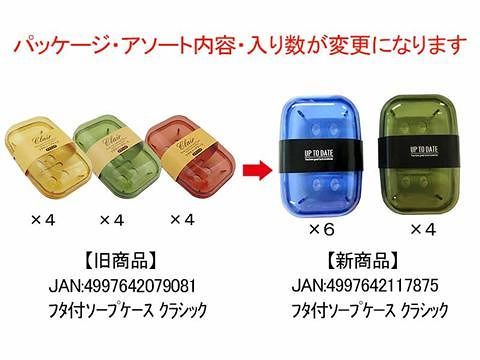 パッケージ・アソート内容・入り数が変更になります
Clair
Clair
Clair
UP TO DATE
UP TO DATE
×4
×4
×4
×6
×4
【旧商品】
JAN:4997642079081
フタ付ソープケース クラシック
【新商品】
JAN:4997642117875
フタ付ソープケース クラシック